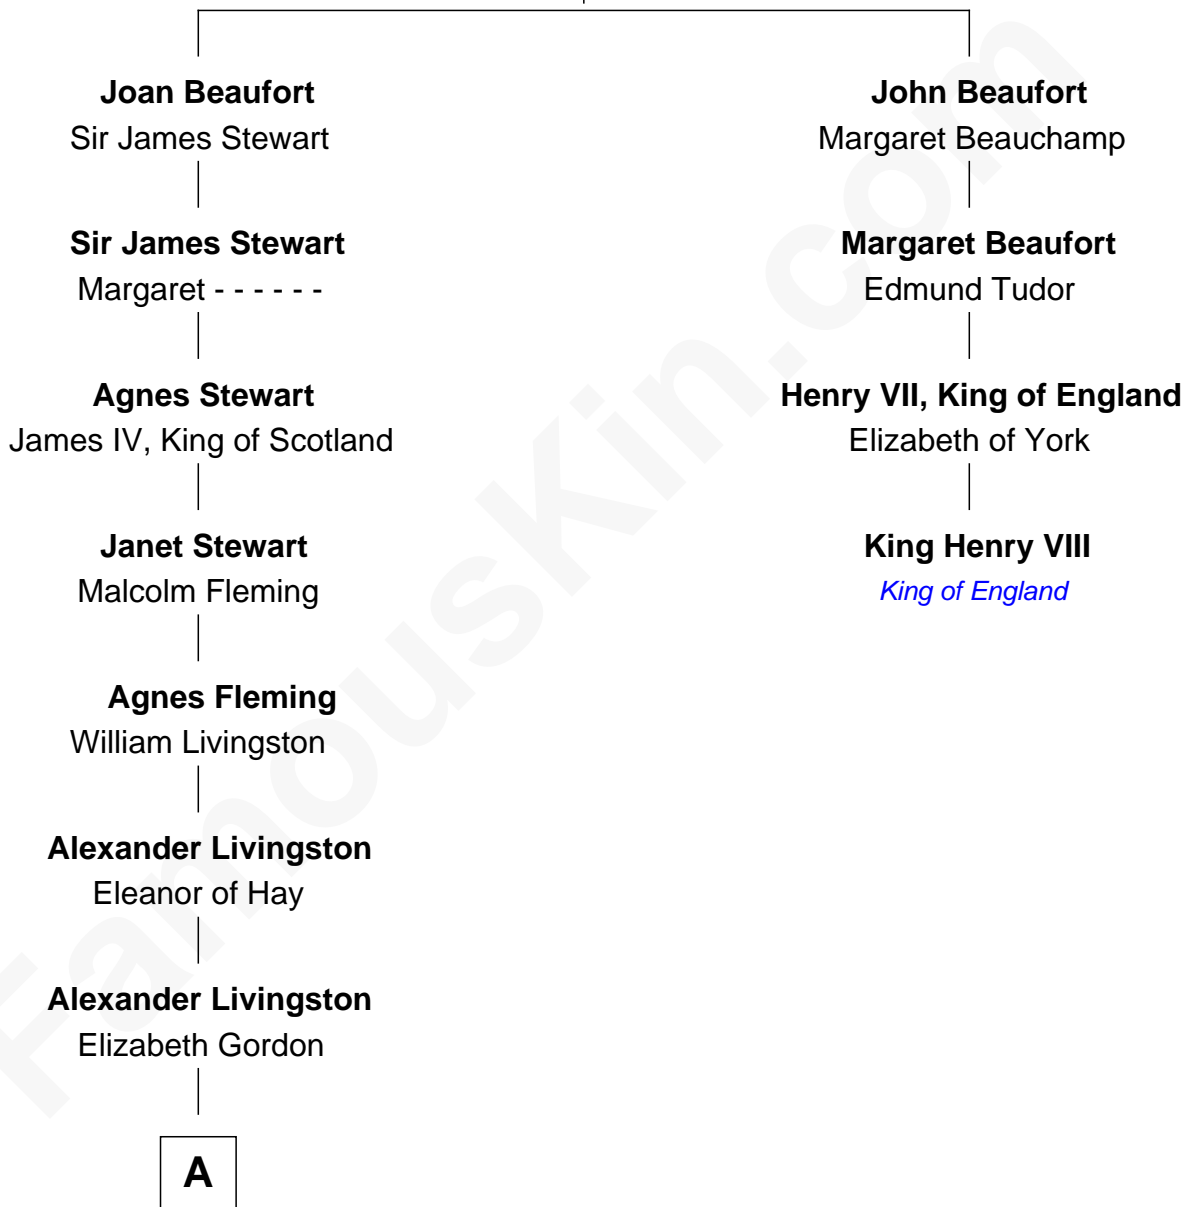 Joan Beaufort
Sir James Stewart
Sir James Stewart
Margaret - - - - - -
Agnes Stewart
James IV, King of Scotland
Janet Stewart
Malcolm Fleming
Agnes Fleming
William Livingston
Alexander Livingston
Eleanor of Hay
Alexander Livingston
Elizabeth Gordon
A
John Beaufort
Margaret Beauchamp
Margaret Beaufort
Edmund Tudor
Henry VII, King of England
Elizabeth of York
King Henry VIII
King of England
FamousKin.com